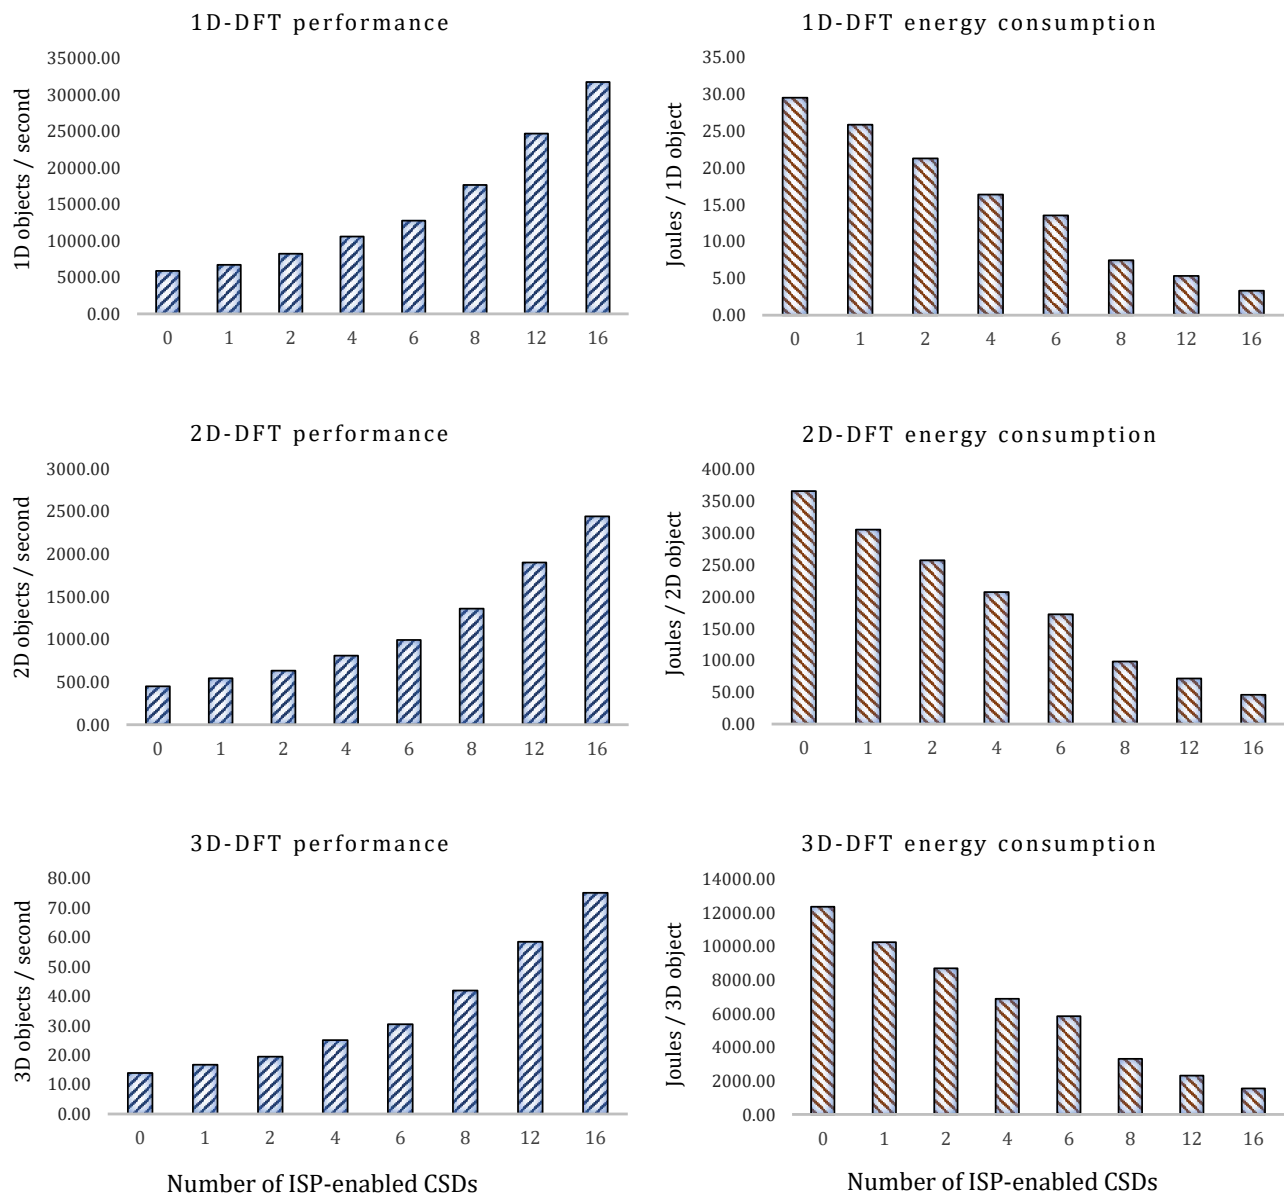 1D-DFT performance
1D objects / second
35000.00
30000.00
25000.00
20000.00
15000.00
10000.00
5000.00
0.00
0 1 2 4 6 8 12 16
1D-DFT energy consumption
Joules / 1D object
35.00
30.00
25.00
20.00
15.00
10.00
5.00
0.00
0 1 2 4 6 8 12 16
2D-DFT performance
2D objects / second
3000.00
2500.00
2000.00
1500.00
1000.00
500.00
0.00
0 1 2 4 6 8 12 16
2D-DFT energy consumption
Joules / 2D object
400.00
350.00
300.00
250.00
200.00
150.00
100.00
50.00
0.00
0 1 2 4 6 8 12 16
3D-DFT performance
3D objects / second
80.00
70.00
60.00
50.00
40.00
30.00
20.00
10.00
0.00
0 1 2 4 6 8 12 16
Number of ISP-enabled CSDs
3D-DFT energy consumption
Joules / 3D object
14000.00
12000.00
10000.00
8000.00
6000.00
4000.00
2000.00
0.00
0 1 2 4 6 8 12 16
Number of ISP-enabled CSDs